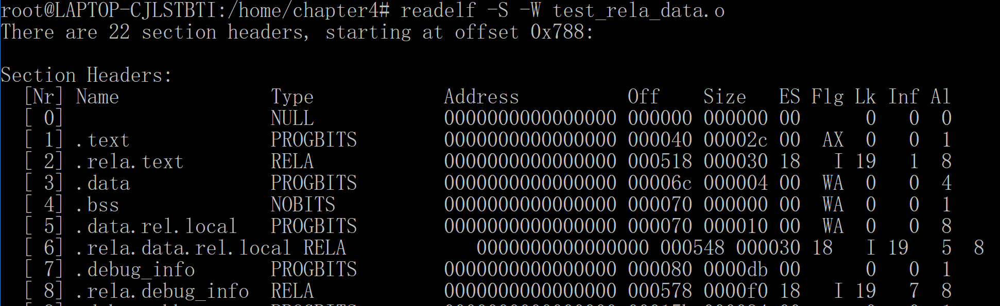 root@LAPTOP-CJLSTBTI:/home/chapter4# readelf -S -W test_rela_data.o
There are 22 section headers, starting at offset 0x788:
Section Headers:
[Nr] Name Type Address Off Size ES Flg Lk Inf Al
[ 0] NULL 0000000000000000 000000 000000 00 0 0 0
[ 1] .text PROGBITS 0000000000000000 000040 00002c 00 AX 0 0 1
[ 2] .rela.text RELA 0000000000000000 000518 000030 18 I 19 1 8
[ 3] .data PROGBITS 0000000000000000 00006c 000004 00 WA 0 0 4
[ 4] .bss NOBITS 0000000000000000 000070 000000 00 WA 0 0 1
[ 5] .data.rel.local PROGBITS 0000000000000000 000070 000010 00 WA 0 0 8
[ 6] .rela.data.rel.local RELA 0000000000000000 000548 000030 18 I 19 5 8
[ 7] .debug_info PROGBITS 0000000000000000 000080 0000db 00 0 0 1
[ 8] .rela.debug_info RELA 0000000000000000 000578 0000f0 18 I 19 7 8